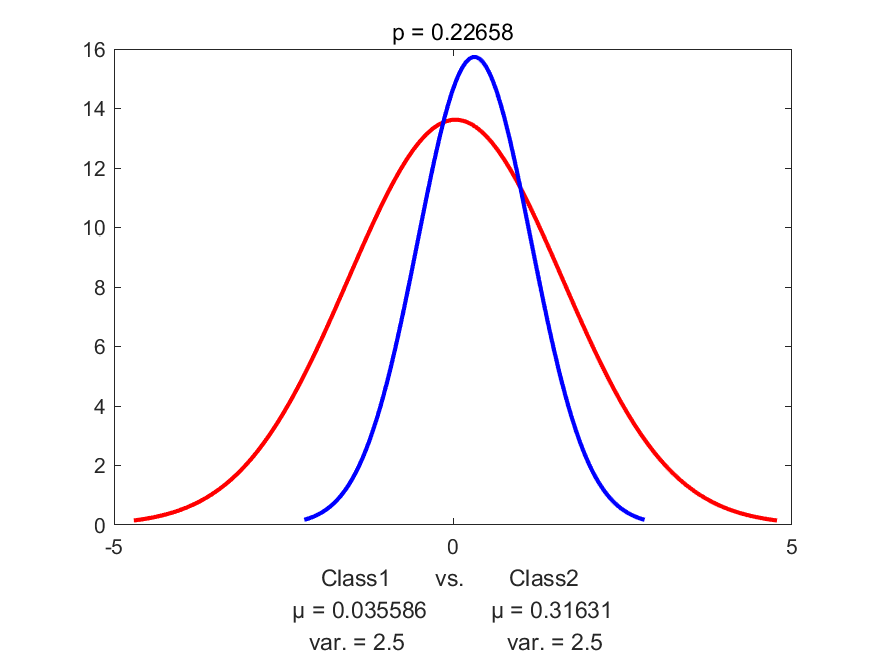 p = 0.22658
16
14
12
10
8
6
4
2
0
-5 0 5
Class1 vs. Class2
μ = 0.035586 μ = 0.31631
var. = 2.5 var. = 2.5